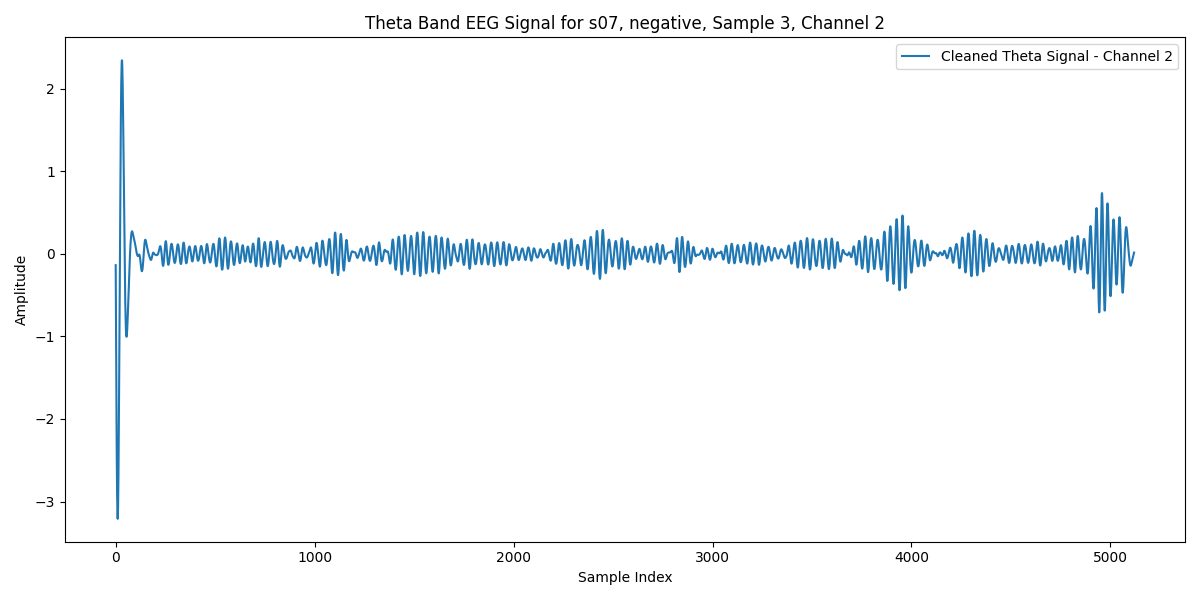 Theta Band EEG Signal for s07, negative, Sample 3, Channel 2
Cleaned Theta Signal - Channel 2
Amplitude
2
1
0
−1
−2
−3
0 1000 2000 3000 4000 5000
Sample Index